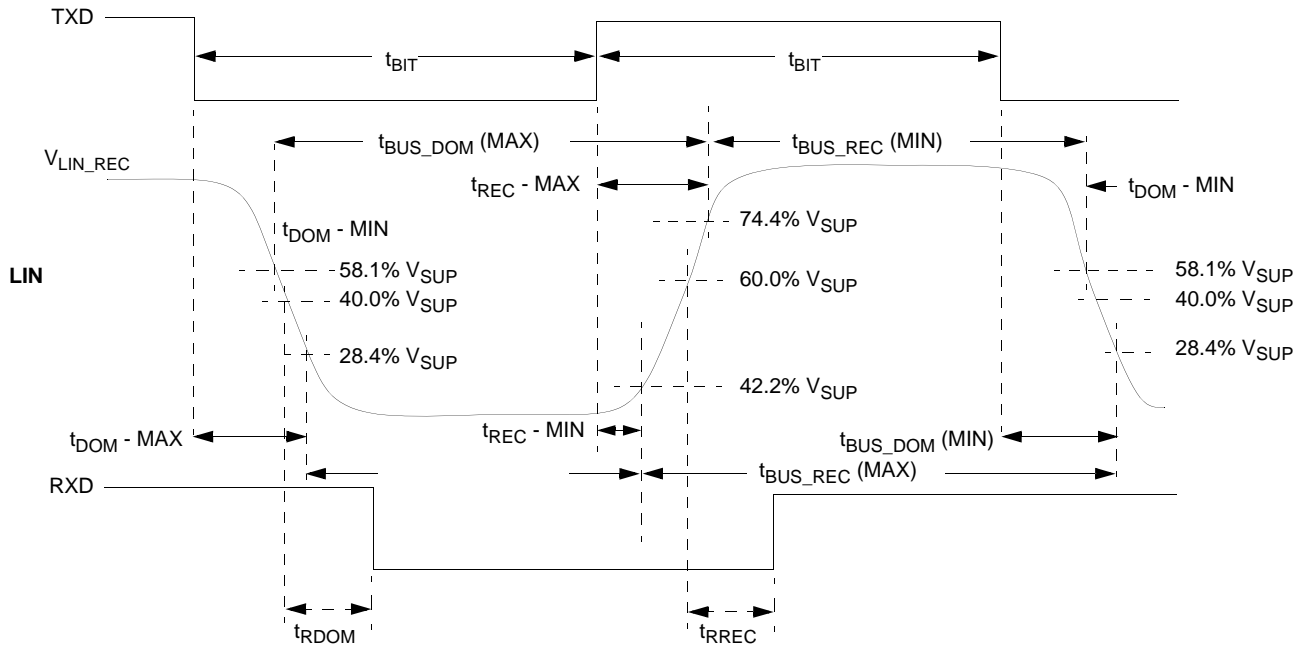 TXD
tBIT
tBIT
tBUS_DOM (MAX)
tBUS_REC (MIN)
VLIN_REC
tREC - MAX
tDOM - MIN
74.4% VSUP
tDOM - MIN
LIN
58.1% VSUP
60.0% VSUP
58.1% VSUP
40.0% VSUP
40.0% VSUP
28.4% VSUP
28.4% VSUP
42.2% VSUP
tDOM - MAX
tREC - MIN
tBUS_DOM (MIN)
tBUS_REC (MAX)
RXD
tRDOM
tRREC